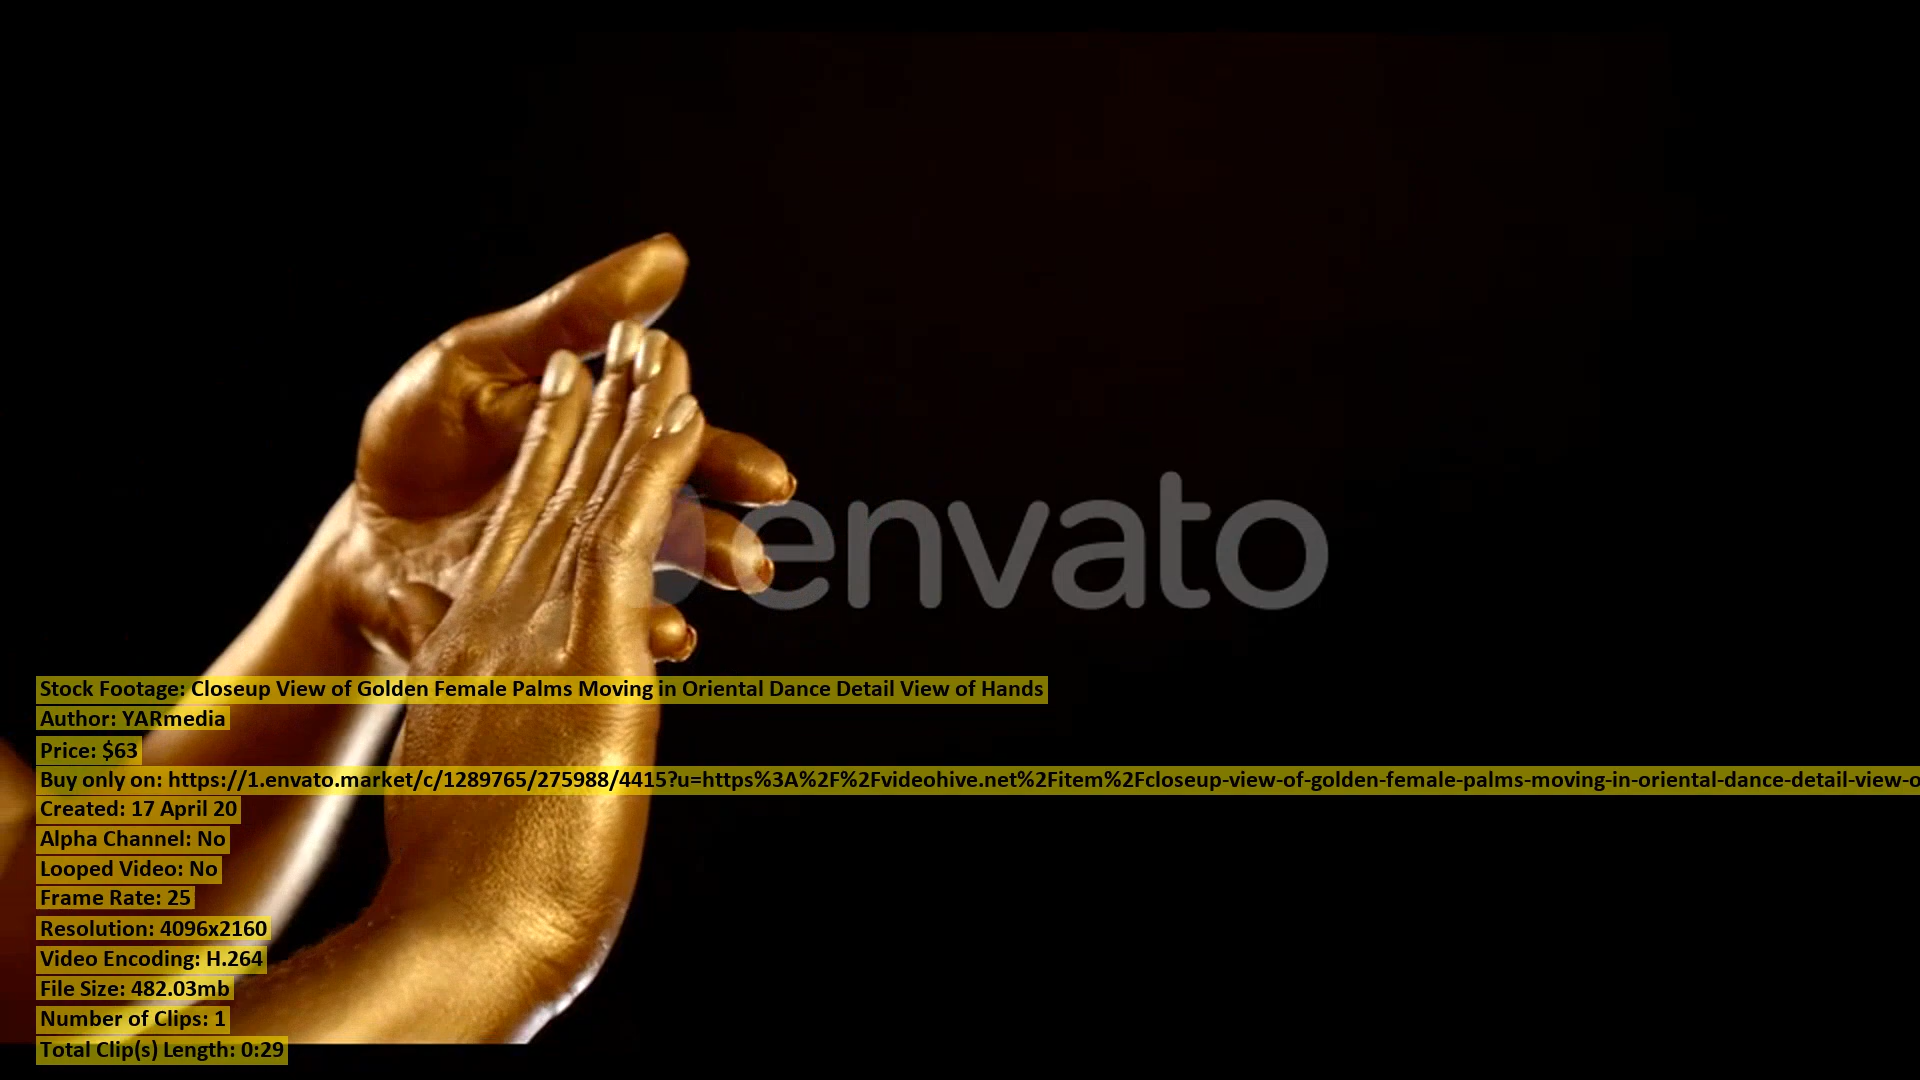 envato
Stock Footage: Closeup View of Golden Female Palms Moving in Oriental Dance Detail View of Hands
Author: YARmedia
Price: $63
Buy only on: https://1.envato.market/c/1289765/275988/4415?u=https%3A%2F%2Fvideohive.net%2Fitem%2Fcloseup-view-of-golden-female-palms-moving-in-oriental-dance-detail-view-o
Created: 17 April 20
Alpha Channel: No
Looped Video: No
Frame Rate: 25
Resolution: 4096x2160
Video Encoding: H.264
File Size: 482.03mb
Number of Clips: 1
Total Clip(s) Length: 0:29